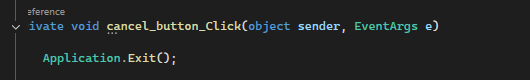 eference
ivate void cancel_button_Click(object sender, EventArgs e)
Application.Exit();